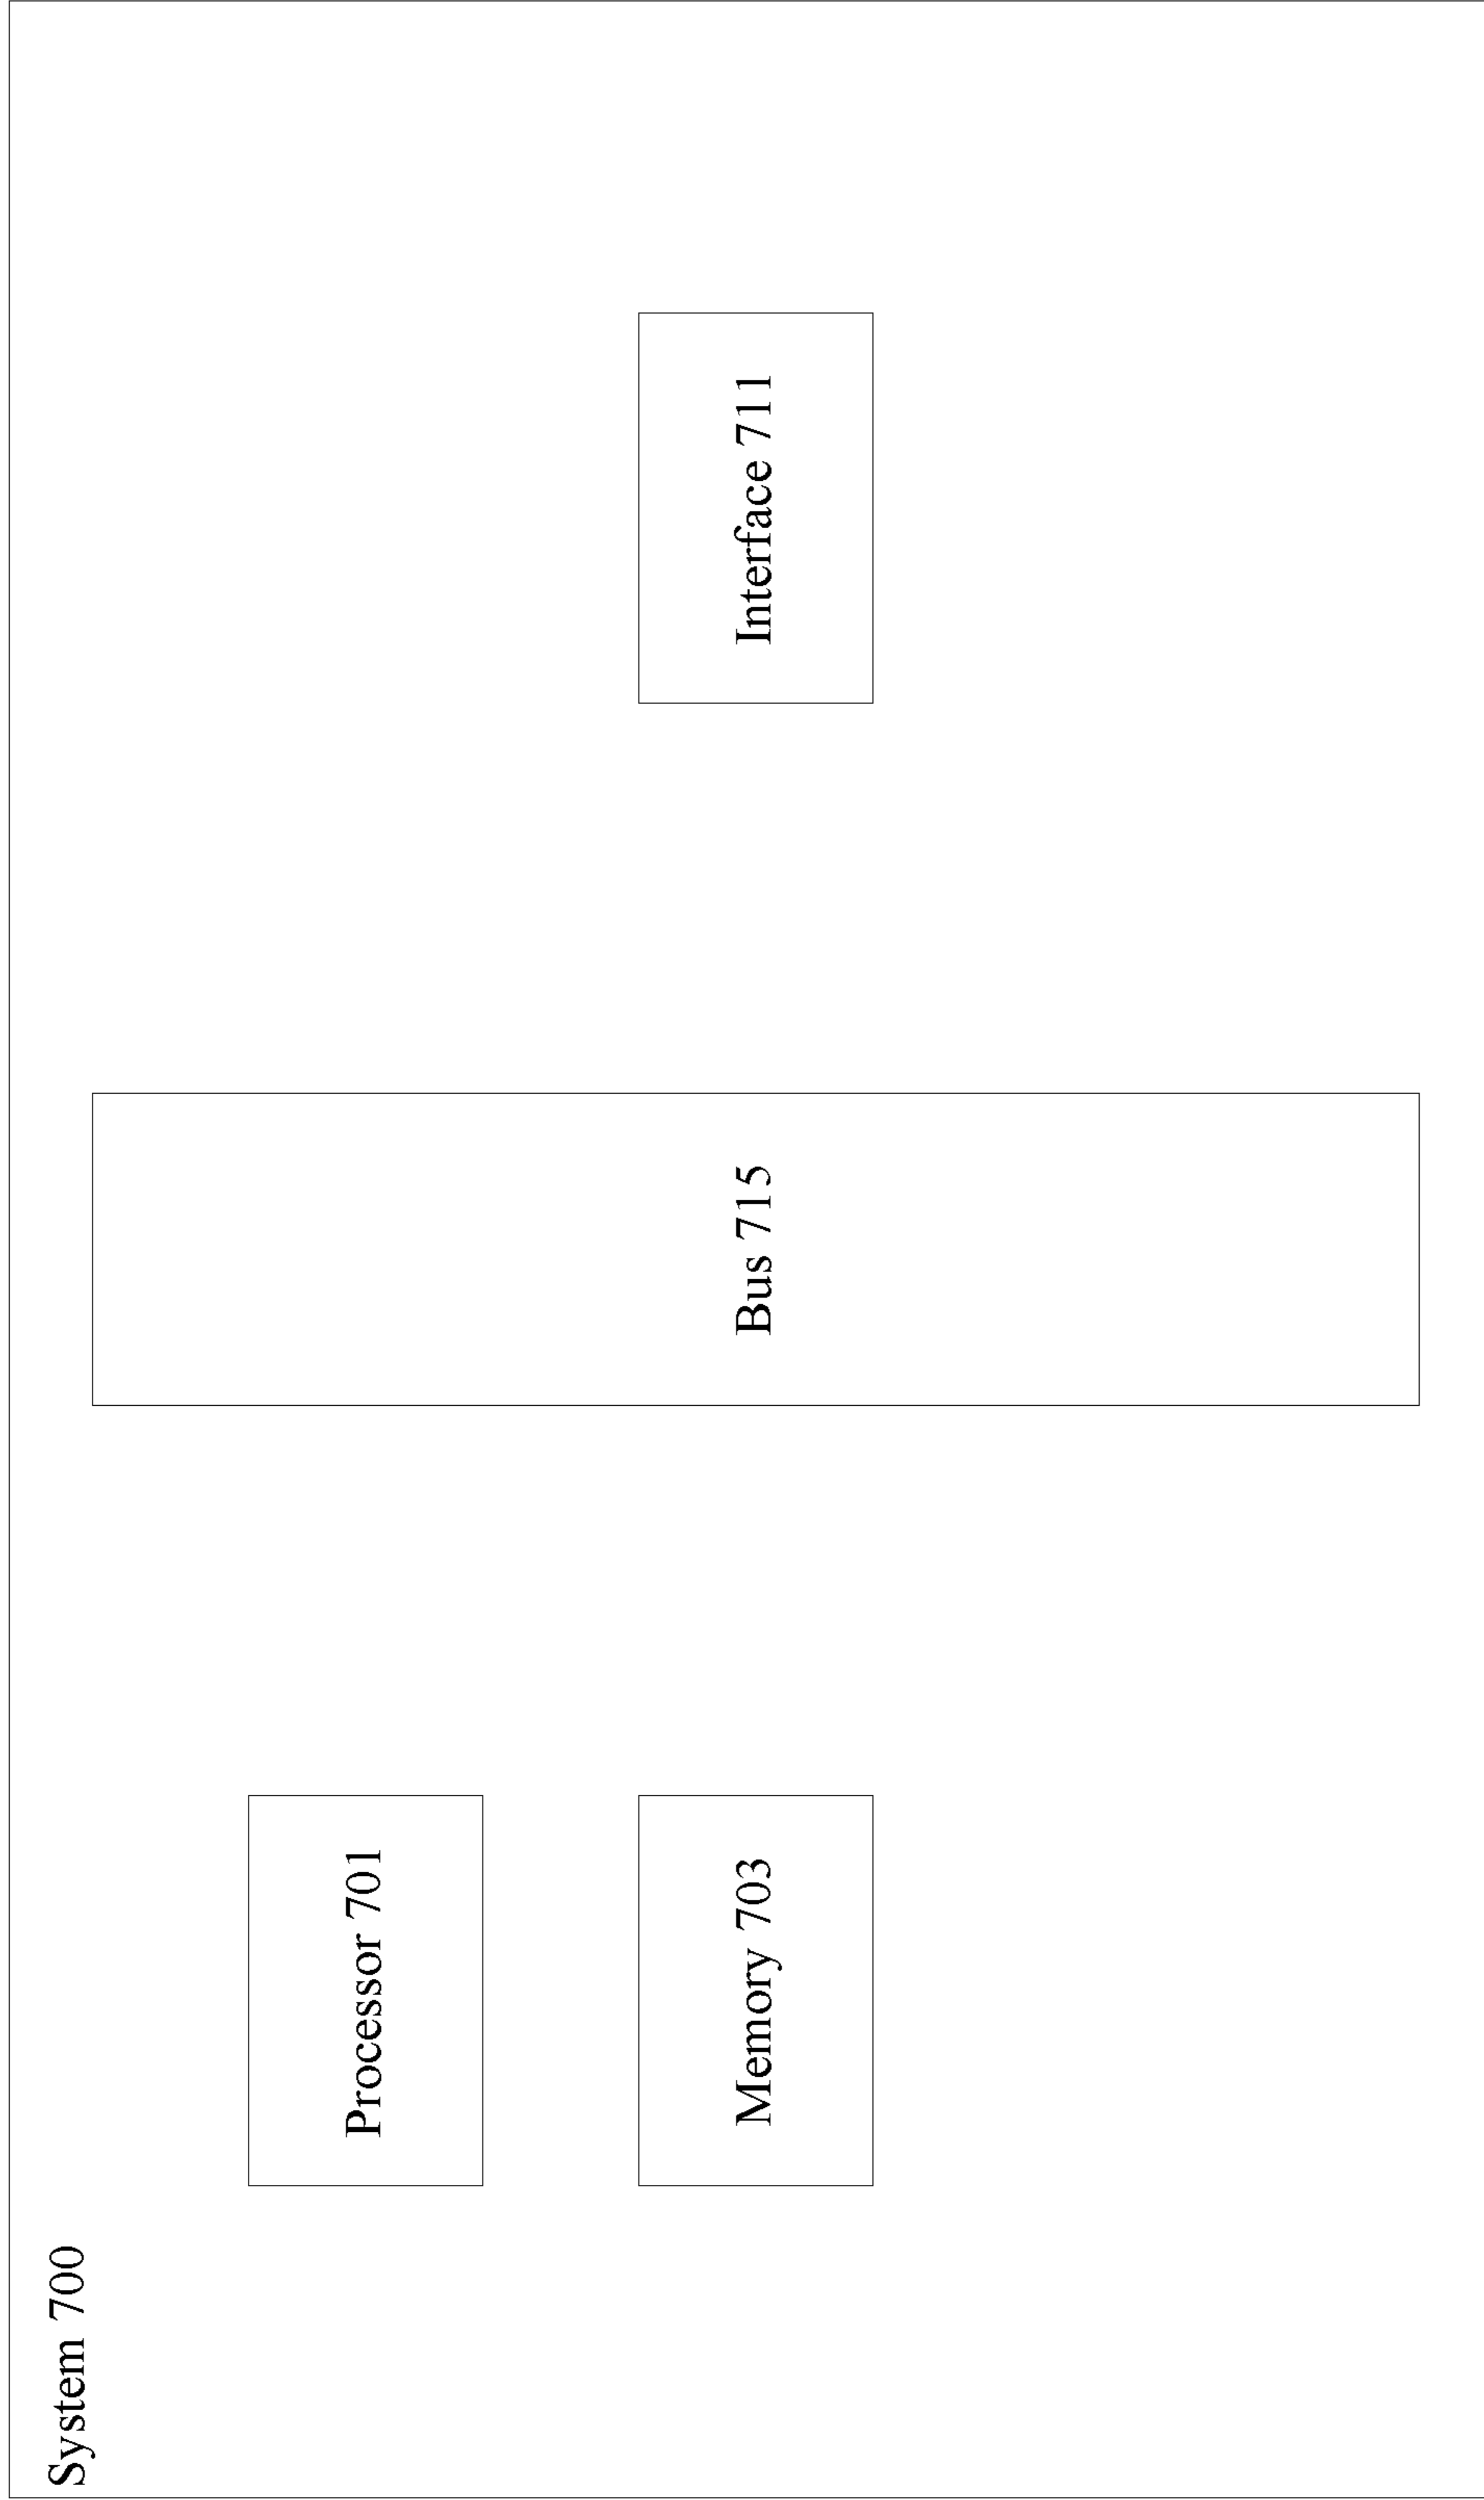 System 700
Processor 701
Memory 703
Bus 715
Interface 711